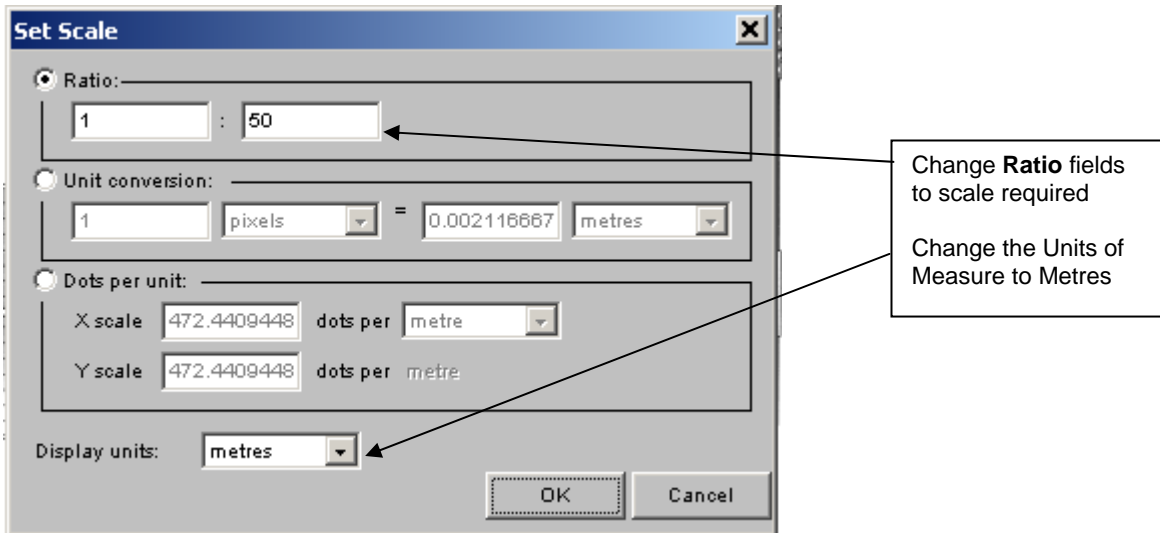 Set Scale
Ratio:
1 : 50
Unit conversion:
1 pixels = 0.002116667 metres
Dots per unit:
X scale 472.4409448 dots per metre
Y scale 472.4409448 dots per metre
Display units: metres
OK Cancel
Change Ratio fields
to scale required
Change the Units of
Measure to Metres